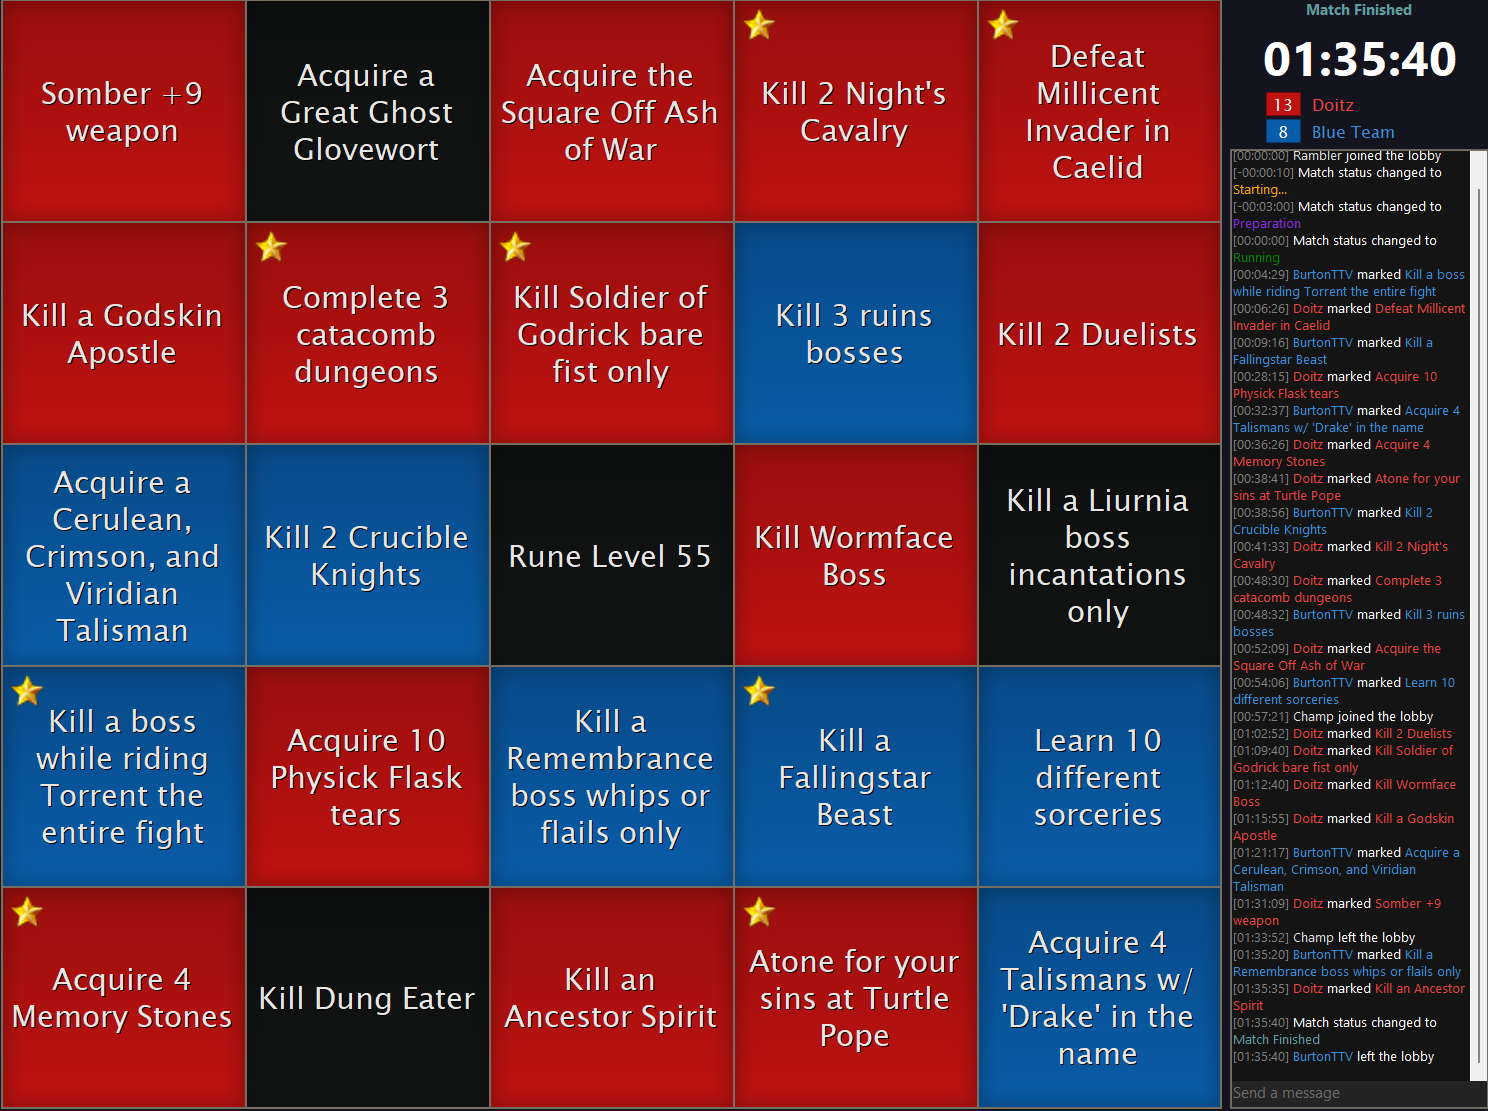 Somber +9
weapon
Acquire a
Great Ghost
Glovewort
Acquire the
Square Off Ash
of War
Kill 2 Night's
Cavalry
Defeat
Millicent
Invader in
Caelid
Kill a Godskin
Apostle
Complete 3
catacomb
dungeons
Kill Soldier of
Godrick bare
fist only
Kill 3 ruins
bosses
Kill 2 Duelists
Acquire a
Cerulean,
Crimson, and
Viridian
Talisman
Kill 2 Crucible
Knights
Rune Level 55
Kill Wormface
Boss
Kill a Liurnia
boss
incantations
only
Kill a boss
while riding
Torrent the
entire fight
Acquire 10
Physick Flask
tears
Kill a
Remembrance
boss whips or
flails only
Kill a
Fallingstar
Beast
Learn 10
different
sorceries
Acquire 4
Memory Stones
Kill Dung Eater
Kill an
Ancestor Spirit
Atone for your
sins at Turtle
Pope
Acquire 4
Talismans w/
'Drake' in the
name
Match Finished
01:35:40
13 Doitz
8 Blue Team
[00:00:00] Rambler joined the lobby
[-00:00:10] Match status changed to
Starting...
[-00:03:00] Match status changed to
Preparation
[00:00:00] Match status changed to
Running
[00:04:29] BurtonTTV marked Kill a boss
while riding Torrent the entire fight
[00:06:26] Doitz marked Defeat Millicent
Invader in Caelid
[00:09:16] BurtonTTV marked Kill a
Fallingstar Beast
[00:28:15] Doitz marked Acquire 10
Physick Flask tears
[00:32:37] BurtonTTV marked Acquire 4
Talismans w/ 'Drake' in the name
[00:36:26] Doitz marked Acquire 4
Memory Stones
[00:38:41] Doitz marked Atone for your
sins at Turtle Pope
[00:38:56] BurtonTTV marked Kill 2
Crucible Knights
[00:41:33] Doitz marked Kill 2 Night's
Cavalry
[00:48:30] Doitz marked Complete 3
catacomb dungeons
[00:48:32] BurtonTTV marked Kill 3 ruins
bosses
[00:52:09] Doitz marked Acquire the
Square Off Ash of War
[00:54:06] BurtonTTV marked Learn 10
different sorceries
[00:57:21] Champ joined the lobby
[01:02:52] Doitz marked Kill 2 Duelists
[01:09:40] Doitz marked Kill Soldier of
Godrick bare fist only
[01:12:40] Doitz marked Kill Wormface
Boss
[01:15:55] Doitz marked Kill a Godskin
Apostle
[01:21:17] BurtonTTV marked Acquire a
Cerulean, Crimson, and Viridian
Talisman
[01:31:09] Doitz marked Somber +9
weapon
[01:33:52] Champ left the lobby
[01:35:20] BurtonTTV marked Kill a
Remembrance boss whips or flails only
[01:35:35] Doitz marked Kill an Ancestor
Spirit
[01:35:40] Match status changed to
Match Finished
[01:35:40] BurtonTTV left the lobby
Send a message